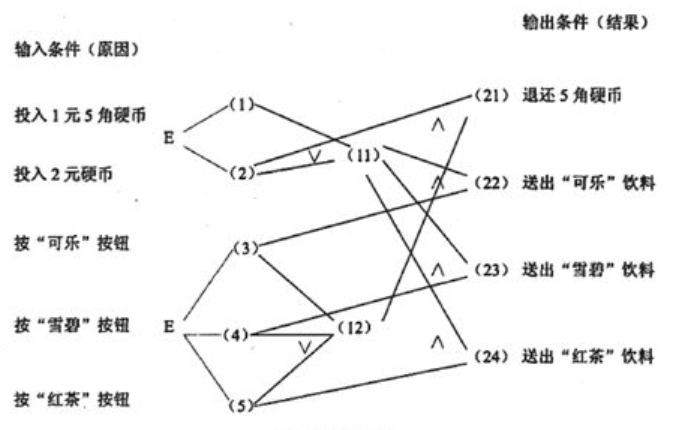 输出条件（结果）
输入条件（原因）
投入1元5角硬币 (1) (21) 退还5角硬币
E ∧
投入2元硬币 (2) ∨ (11) ∧ (22) 送出“可乐”饮料
按“可乐”按钮 (3)
∧ (23) 送出“雪碧”饮料
按“雪碧”按钮 E (4) ∨ (12) ∧
(24) 送出“红茶”饮料
按“红茶”按钮 (5)